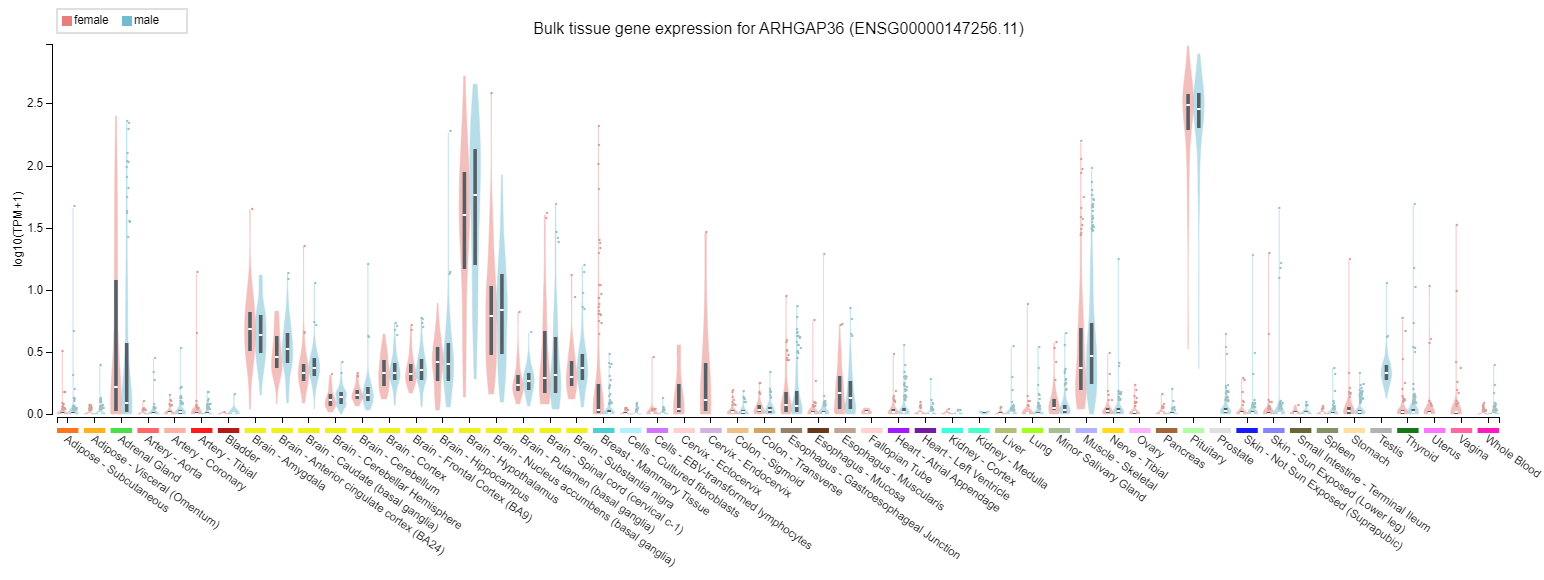 female male
Bulk tissue gene expression for ARHGAP36 (ENSG00000147256.11)
log10(TPM+1)
2.5
2.0
1.5
1.0
0.5
0.0
Adipose - Subcutaneous
Adipose - Visceral (Omentum)
Adrenal Gland
Artery - Aorta
Artery - Coronary
Artery - Tibial
Bladder
Brain - Amygdala
Brain - Anterior cingulate cortex (BA24)
Brain - Caudate (basal ganglia)
Brain - Cerebellar Hemisphere
Brain - Cerebellum
Brain - Cortex
Brain - Frontal Cortex (BA9)
Brain - Hippocampus
Brain - Hypothalamus
Brain - Nucleus accumbens (basal ganglia)
Brain - Putamen (basal ganglia)
Brain - Spinal cord (cervical c-1)
Brain - Substantia nigra
Breast - Mammary Tissue
Cells - Cultured fibroblasts
Cells - EBV-transformed lymphocytes
Cervix - Ectocervix
Cervix - Endocervix
Colon - Sigmoid
Colon - Transverse
Esophagus - Gastroesophageal Junction
Esophagus - Mucosa
Esophagus - Muscularis
Fallopian Tube
Heart - Atrial Appendage
Heart - Left Ventricle
Kidney - Cortex
Kidney - Medulla
Liver
Lung
Minor Salivary Gland
Muscle - Skeletal
Nerve - Tibial
Ovary
Pancreas
Pituitary
Prostate
Skin - Not Sun Exposed (Suprapubic)
Skin - Sun Exposed (Lower leg)
Small Intestine - Terminal Ileum
Spleen
Stomach
Testis
Thyroid
Uterus
Vagina
Whole Blood